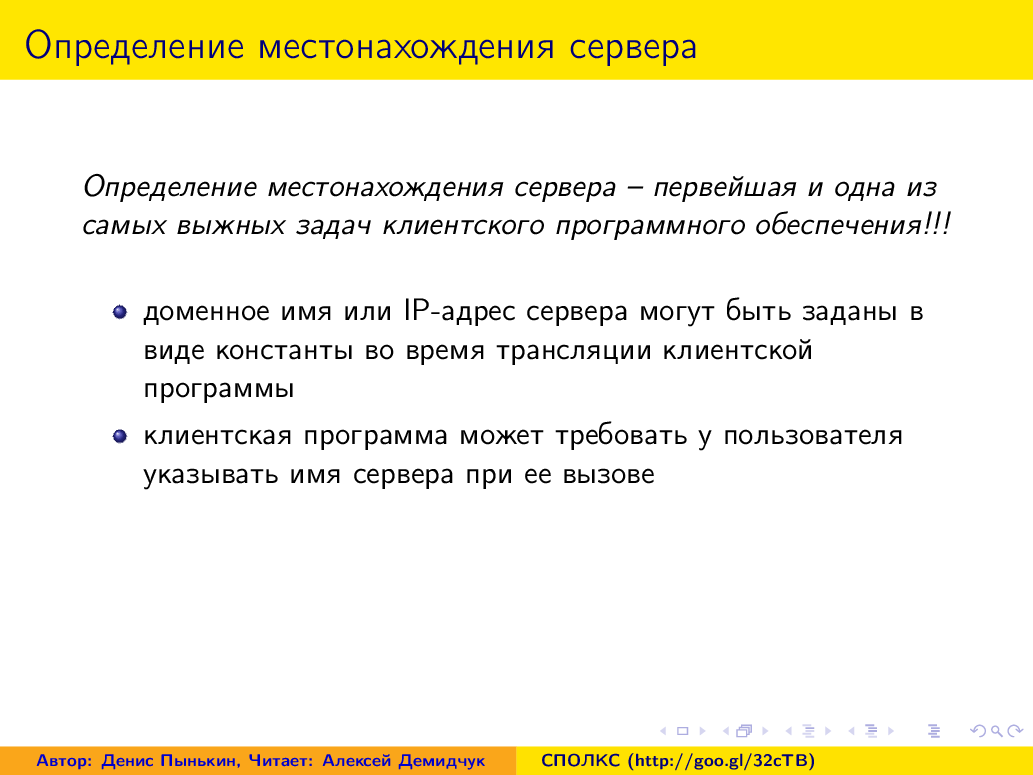 Определение местонахождения сервера
Определение местонахождения сервера – первейшая и одна из
самых выжных задач клиентского программного обеспечения!!!
доменное имя или IP-адрес сервера могут быть заданы в
виде константы во время трансляции клиентской
программы
клиентская программа может требовать у пользователя
указывать имя сервера при ее вызове
Автор: Денис Пынькин, Читает: Алексей Демидчук
СПОЛКС (http://goo.gl/32cTB)